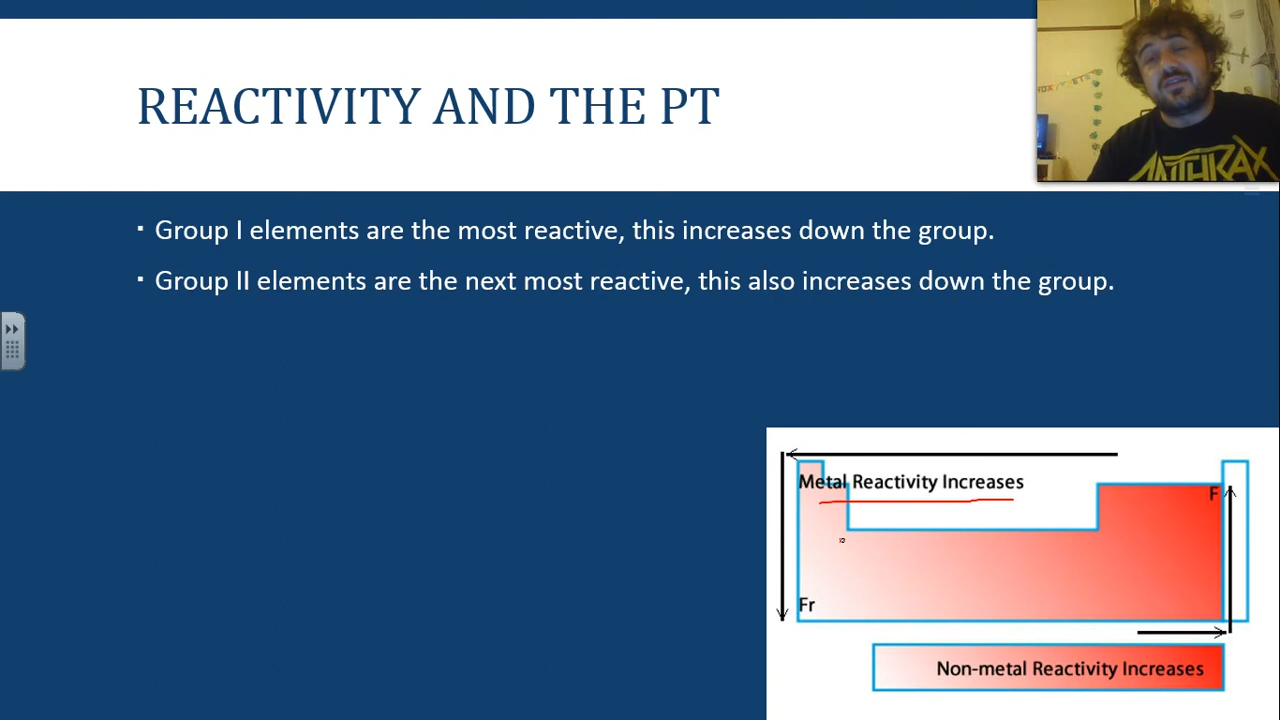 REACTIVITY AND THE PT
ANTHRAX
Group I elements are the most reactive, this increases down the group.
Group II elements are the next most reactive, this also increases down the group.
Metal Reactivity Increases
F
Fr
Non-metal Reactivity Increases